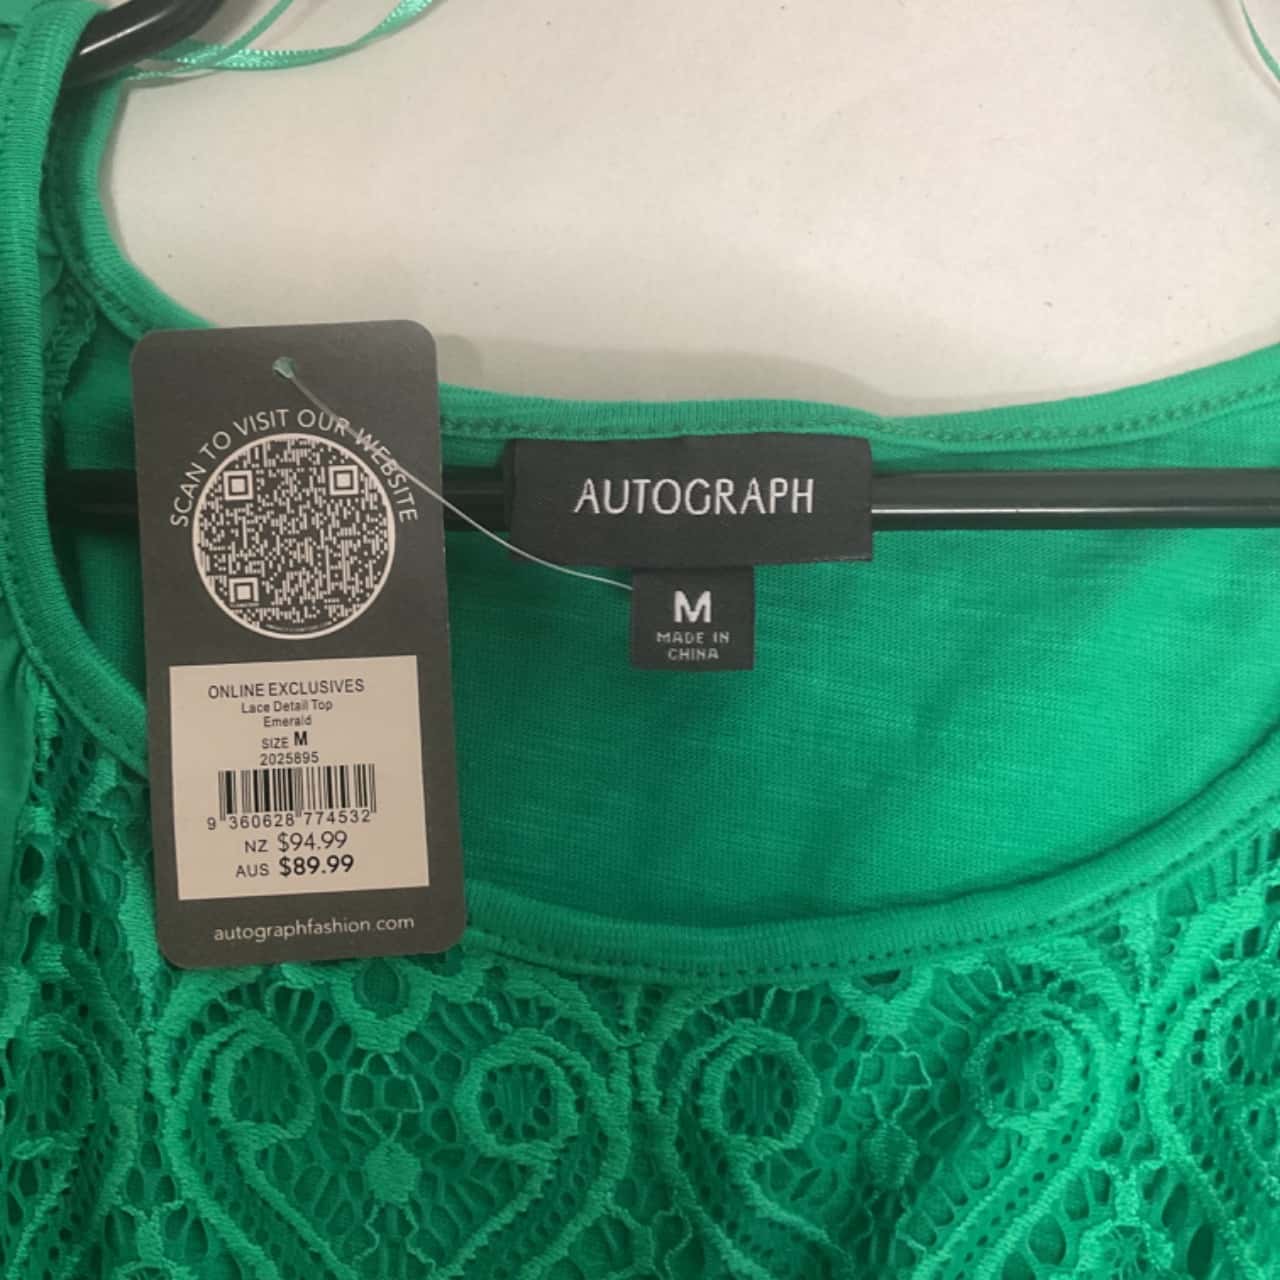 SCAN TO VISIT OUR WEBSITE
ONLINE EXCLUSIVES
Lace Detail Top
Emerald
SIZE M
2025895
9 360628 774532
NZ $94.99
AUS $89.99
autographfashion.com
AUTOGRAPH
M
MADE IN
CHINA